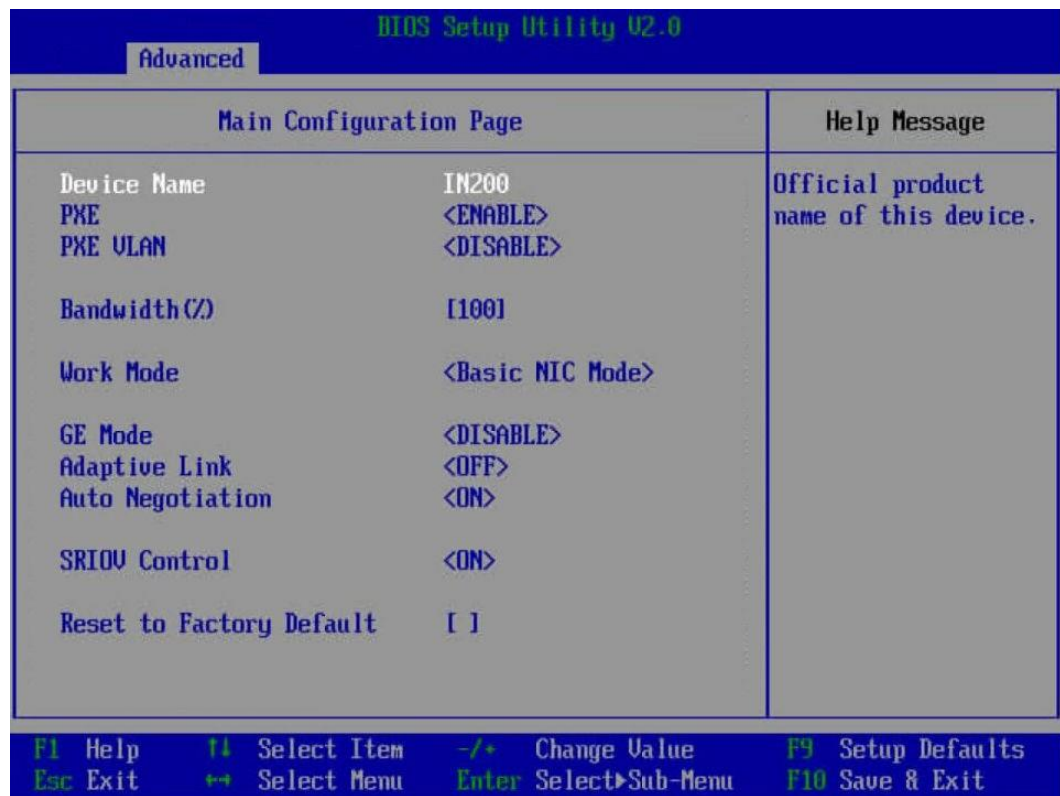 BIOS Setup Utility V2.0
Advanced
Main Configuration Page
Help Message
Device Name IN200
PXE <ENABLE>
PXE VLAN <DISABLE>
Bandwidth(%) [100]
Work Mode <Basic NIC Mode>
GE Mode <DISABLE>
Adaptive Link <OFF>
Auto Negotiation <ON>
SRIOV Control <ON>
Reset to Factory Default [ ]
Official product
name of this device.
F1 Help ↑↓ Select Item -/+ Change Value F9 Setup Defaults
Esc Exit ←→ Select Menu Enter Select▶Sub-Menu F10 Save & Exit